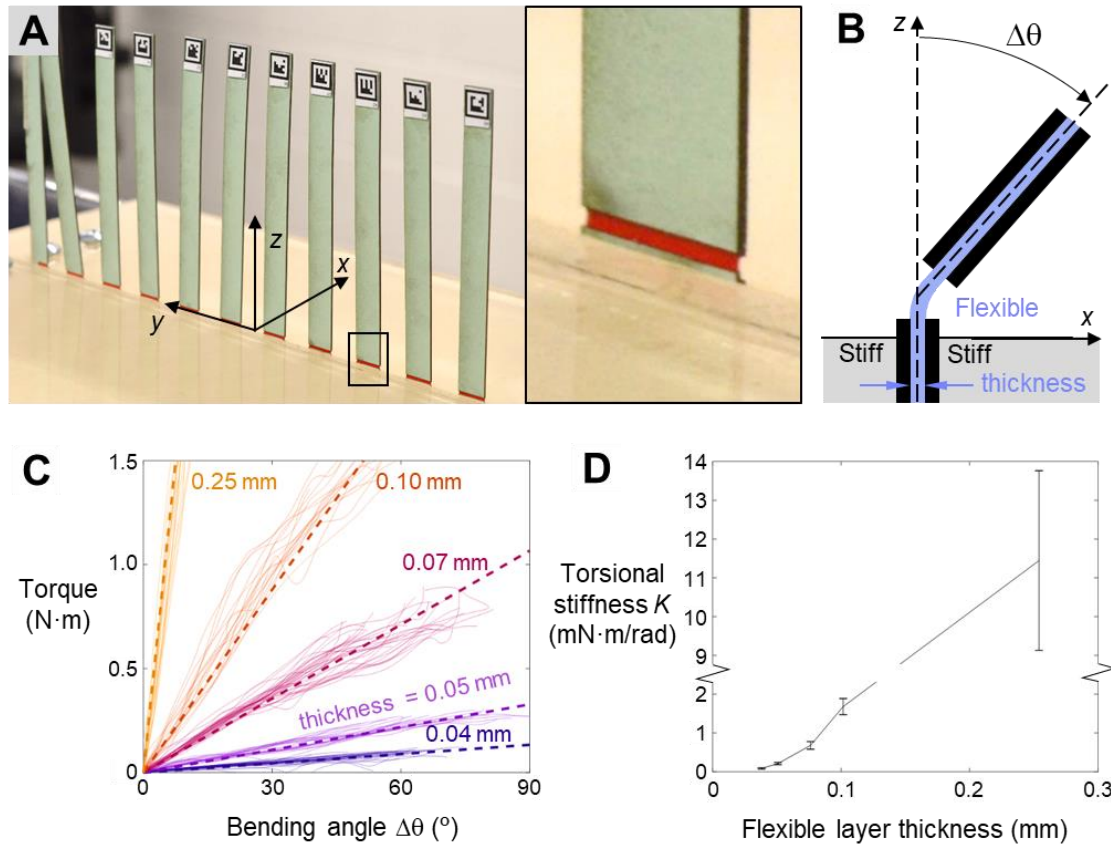 A
z
x
y
B
z
Δθ
Flexible
x
Stiff
Stiff
thickness
C
1.5
1.0
0.5
0
Torque
(N·m)
0.25 mm
0.10 mm
0.07 mm
thickness = 0.05 mm
0.04 mm
0
30
60
90
Bending angle Δθ (º)
D
14
13
12
11
10
9
2
1
0
Torsional
stiffness K
(mN·m/rad)
0
0.1
0.2
0.3
Flexible layer thickness (mm)